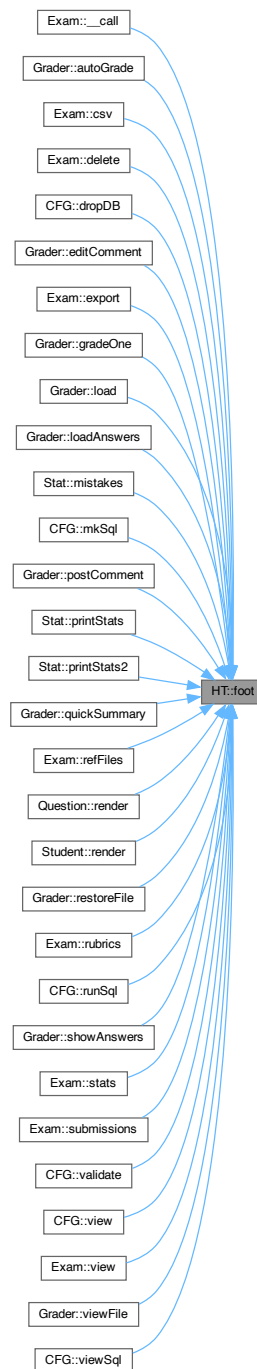 Exam::__call
Grader::autoGrade
Exam::csv
Exam::delete
CFG::dropDB
Grader::editComment
Exam::export
Grader::gradeOne
Grader::load
Grader::loadAnswers
Stat::mistakes
CFG::mkSql
Grader::postComment
Stat::printStats
Stat::printStats2
HT::foot
Grader::quickSummary
Exam::refFiles
Question::render
Student::render
Grader::restoreFile
Exam::rubrics
CFG::runSql
Grader::showAnswers
Exam::stats
Exam::submissions
CFG::validate
CFG::view
Exam::view
Grader::viewFile
CFG::viewSql